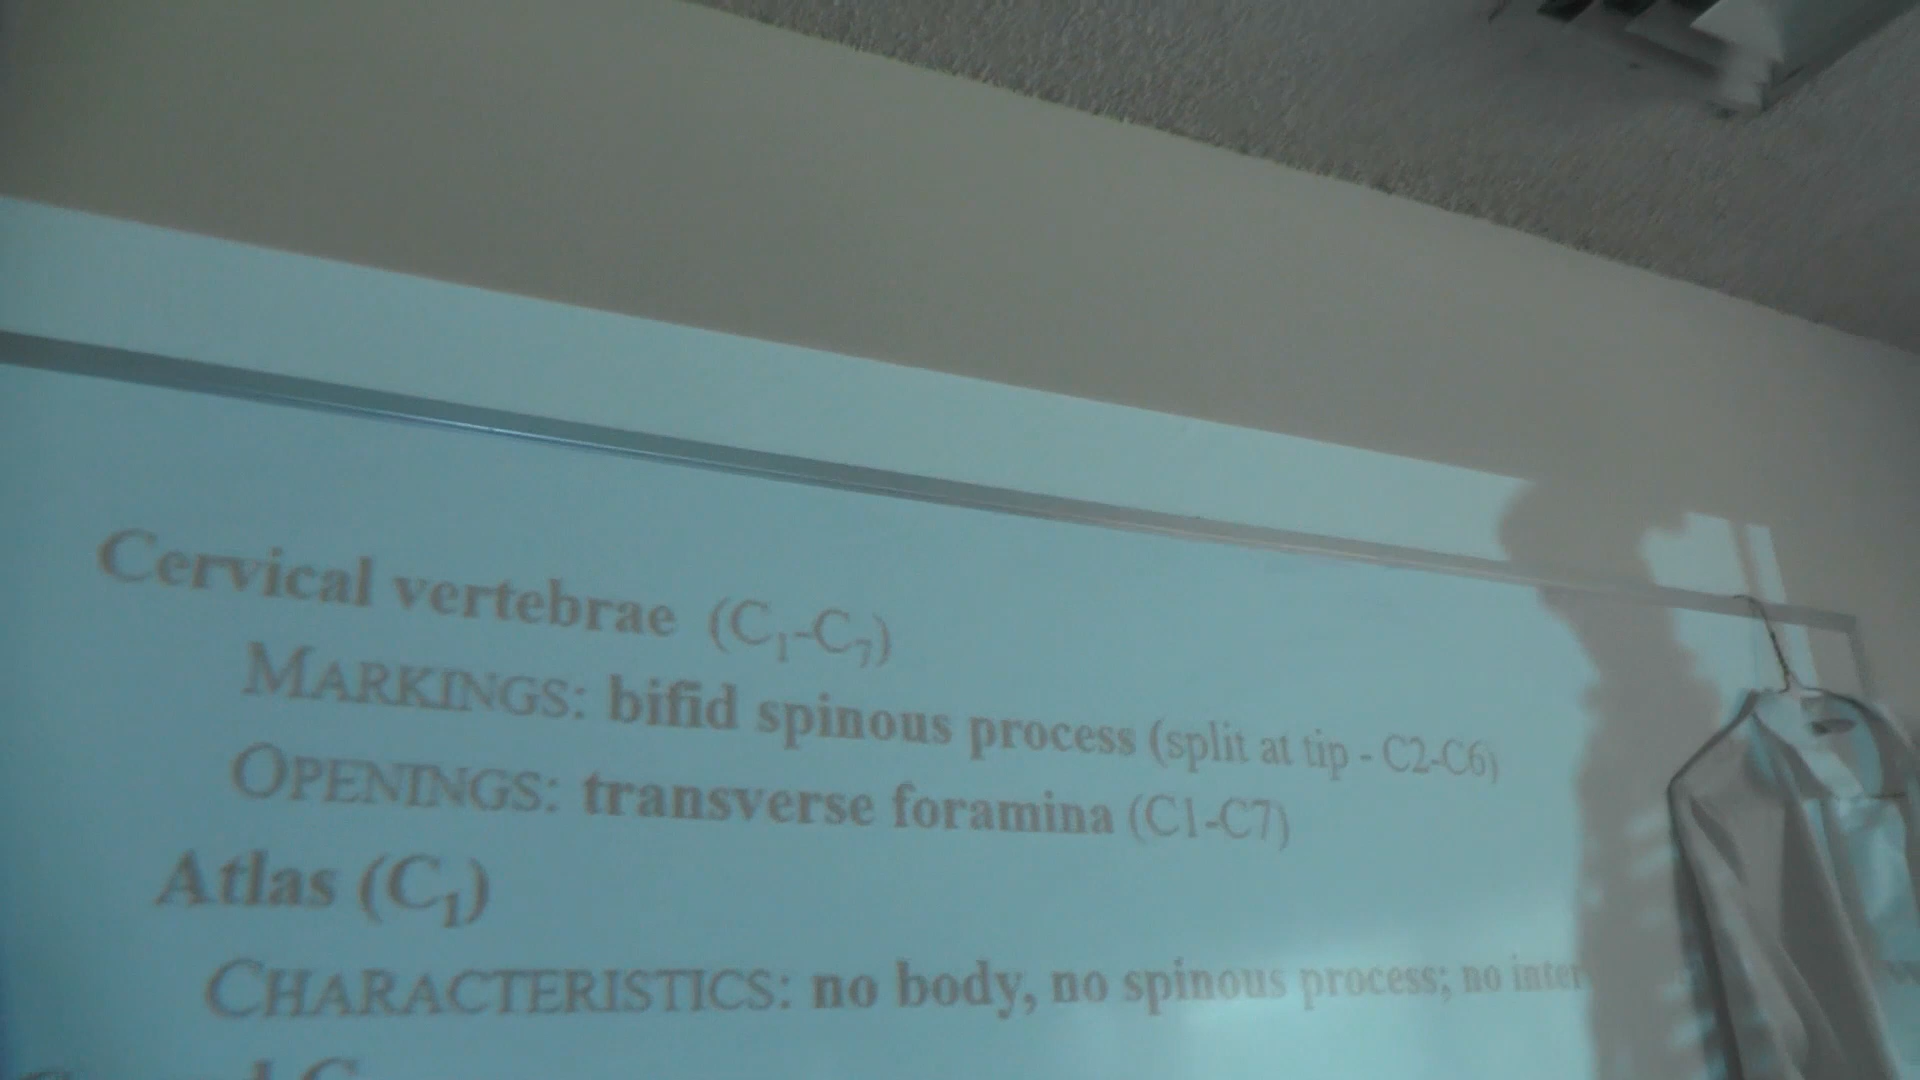 Cervical vertebrae (C₁-C₇)
MARKINGS: bifid spinous process (split at tip - C2-C6)
OPENINGS: transverse foramina (C1-C7)
Atlas (C₁)
CHARACTERISTICS: no body, no spinous process; no inter